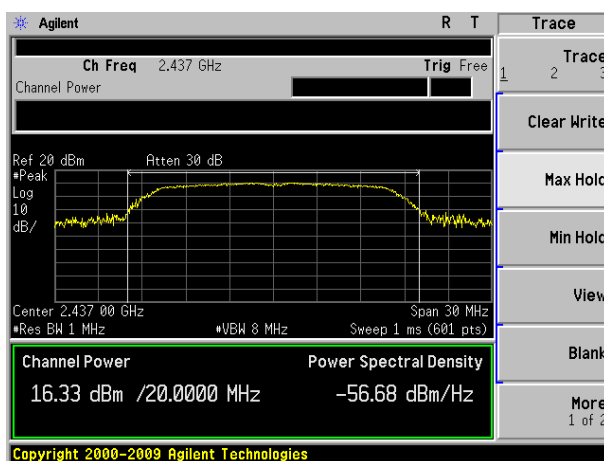 Agilent R T Trace
Ch Freq 2.437 GHz Trig Free
Channel Power
Trace
1 2 3
Clear Write
Ref 20 dBm Atten 30 dB
#Peak
Log
10
dB/
Max Hold
Min Hold
View
Center 2.437 00 GHz Span 30 MHz
#Res BW 1 MHz #VBW 8 MHz Sweep 1 ms (601 pts)
Blank
Channel Power Power Spectral Density
16.33 dBm /20.0000 MHz -56.68 dBm/Hz
More
1 of 2
Copyright 2000-2009 Agilent Technologies